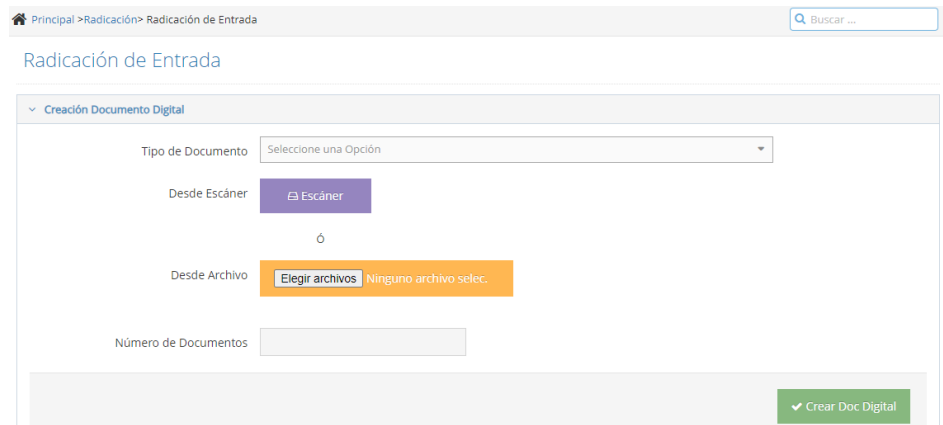 Principal >Radicación> Radicación de Entrada
Buscar ...
Radicación de Entrada
Creación Documento Digital
Tipo de Documento Seleccione una Opción
Desde Escáner Escáner
Ó
Desde Archivo Elegir archivos Ninguno archivo selec.
Número de Documentos
Crear Doc Digital